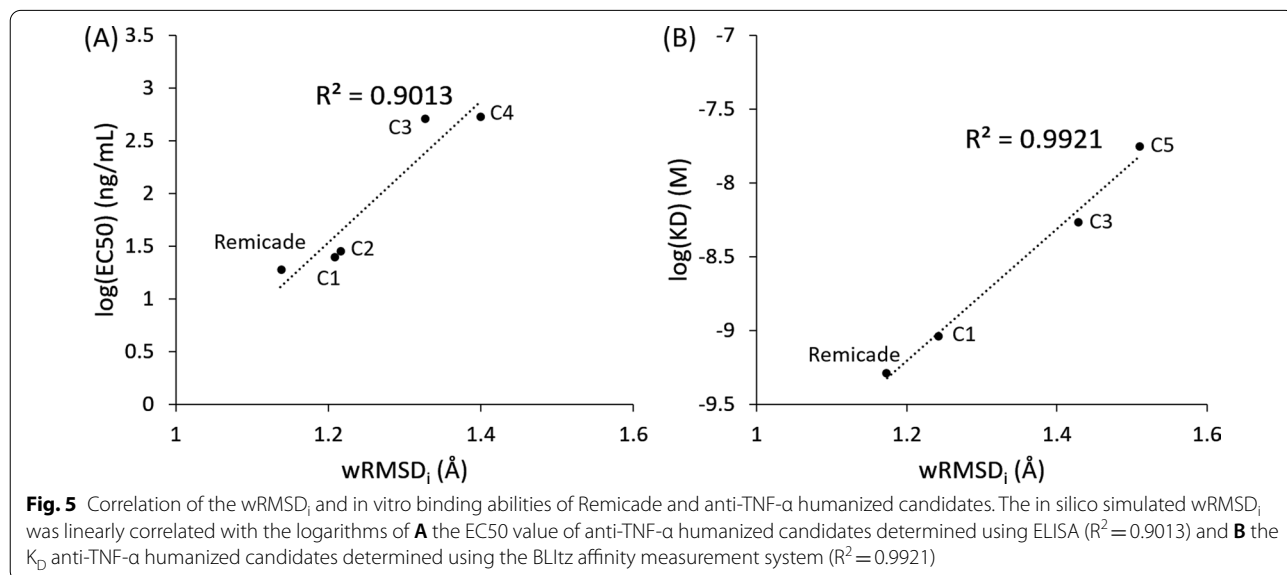 (A)
3.5
3
2.5
2
1.5
1
0.5
0
log(EC50) (ng/mL)
R² = 0.9013
C3
C4
Remicade
C2
C1
1
1.2
1.4
1.6
wRMSDᵢ (Å)
(B)
-7
-7.5
-8
-8.5
-9
-9.5
log(KD) (M)
R² = 0.9921
C5
C3
C1
Remicade
1
1.2
1.4
1.6
wRMSDᵢ (Å)
Fig. 5 Correlation of the wRMSDᵢ and in vitro binding abilities of Remicade and anti-TNF-α humanized candidates. The in silico simulated wRMSDᵢ
was linearly correlated with the logarithms of A the EC50 value of anti-TNF-α humanized candidates determined using ELISA (R² = 0.9013) and B the
K_D anti-TNF-α humanized candidates determined using the BLItz affinity measurement system (R² = 0.9921)